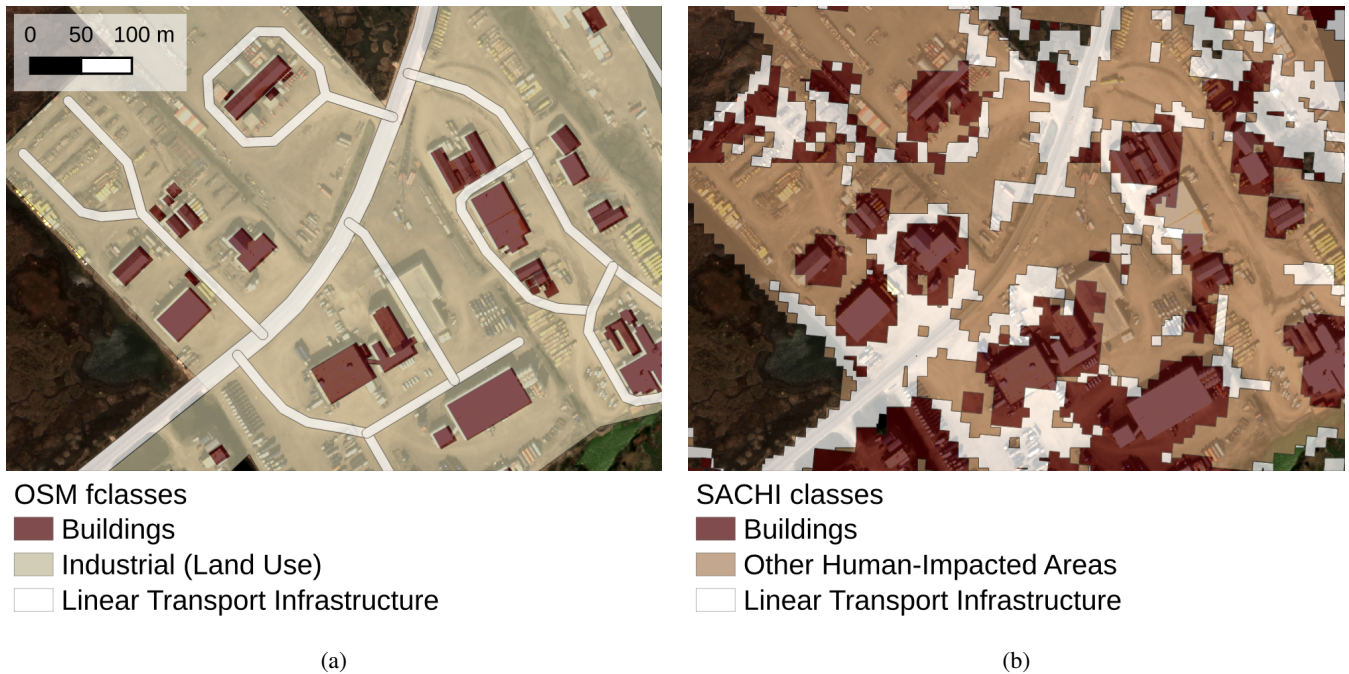 0 50 100 m
OSM fclasses
Buildings
Industrial (Land Use)
Linear Transport Infrastructure
(a)
SACHI classes
Buildings
Other Human-Impacted Areas
Linear Transport Infrastructure
(b)